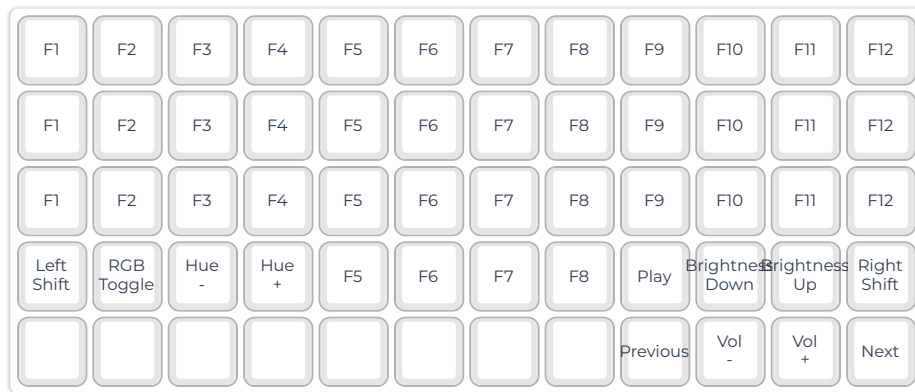 F1 F2 F3 F4 F5 F6 F7 F8 F9 F10 F11 F12
F1 F2 F3 F4 F5 F6 F7 F8 F9 F10 F11 F12
F1 F2 F3 F4 F5 F6 F7 F8 F9 F10 F11 F12
Left RGB Hue Hue Brightness Brightness Right
F5 F6 F7 F8 Play
Shift Toggle - + Down Up Shift
Vol Vol
Previous Next
- +